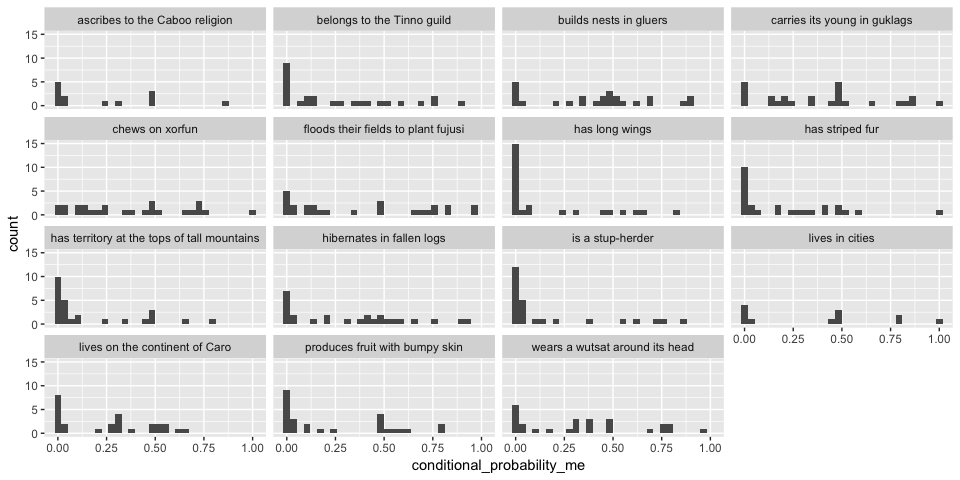 ascribes to the Caboo religion belongs to the Tinno guild builds nests in gluers carries its young in guklags
15
10
5
0
chews on xorfun floods their fields to plant fujusi has long wings has striped fur
15
10
5
0
has territory at the tops of tall mountains hibernates in fallen logs is a stup-herder lives in cities
15
10
5
0
0.00 0.25 0.50 0.75 1.00
lives on the continent of Caro produces fruit with bumpy skin wears a wutsat around its head
15
10
5
0
0.00 0.25 0.50 0.75 1.00 0.00 0.25 0.50 0.75 1.00 0.00 0.25 0.50 0.75 1.00
conditional_probability_me
count